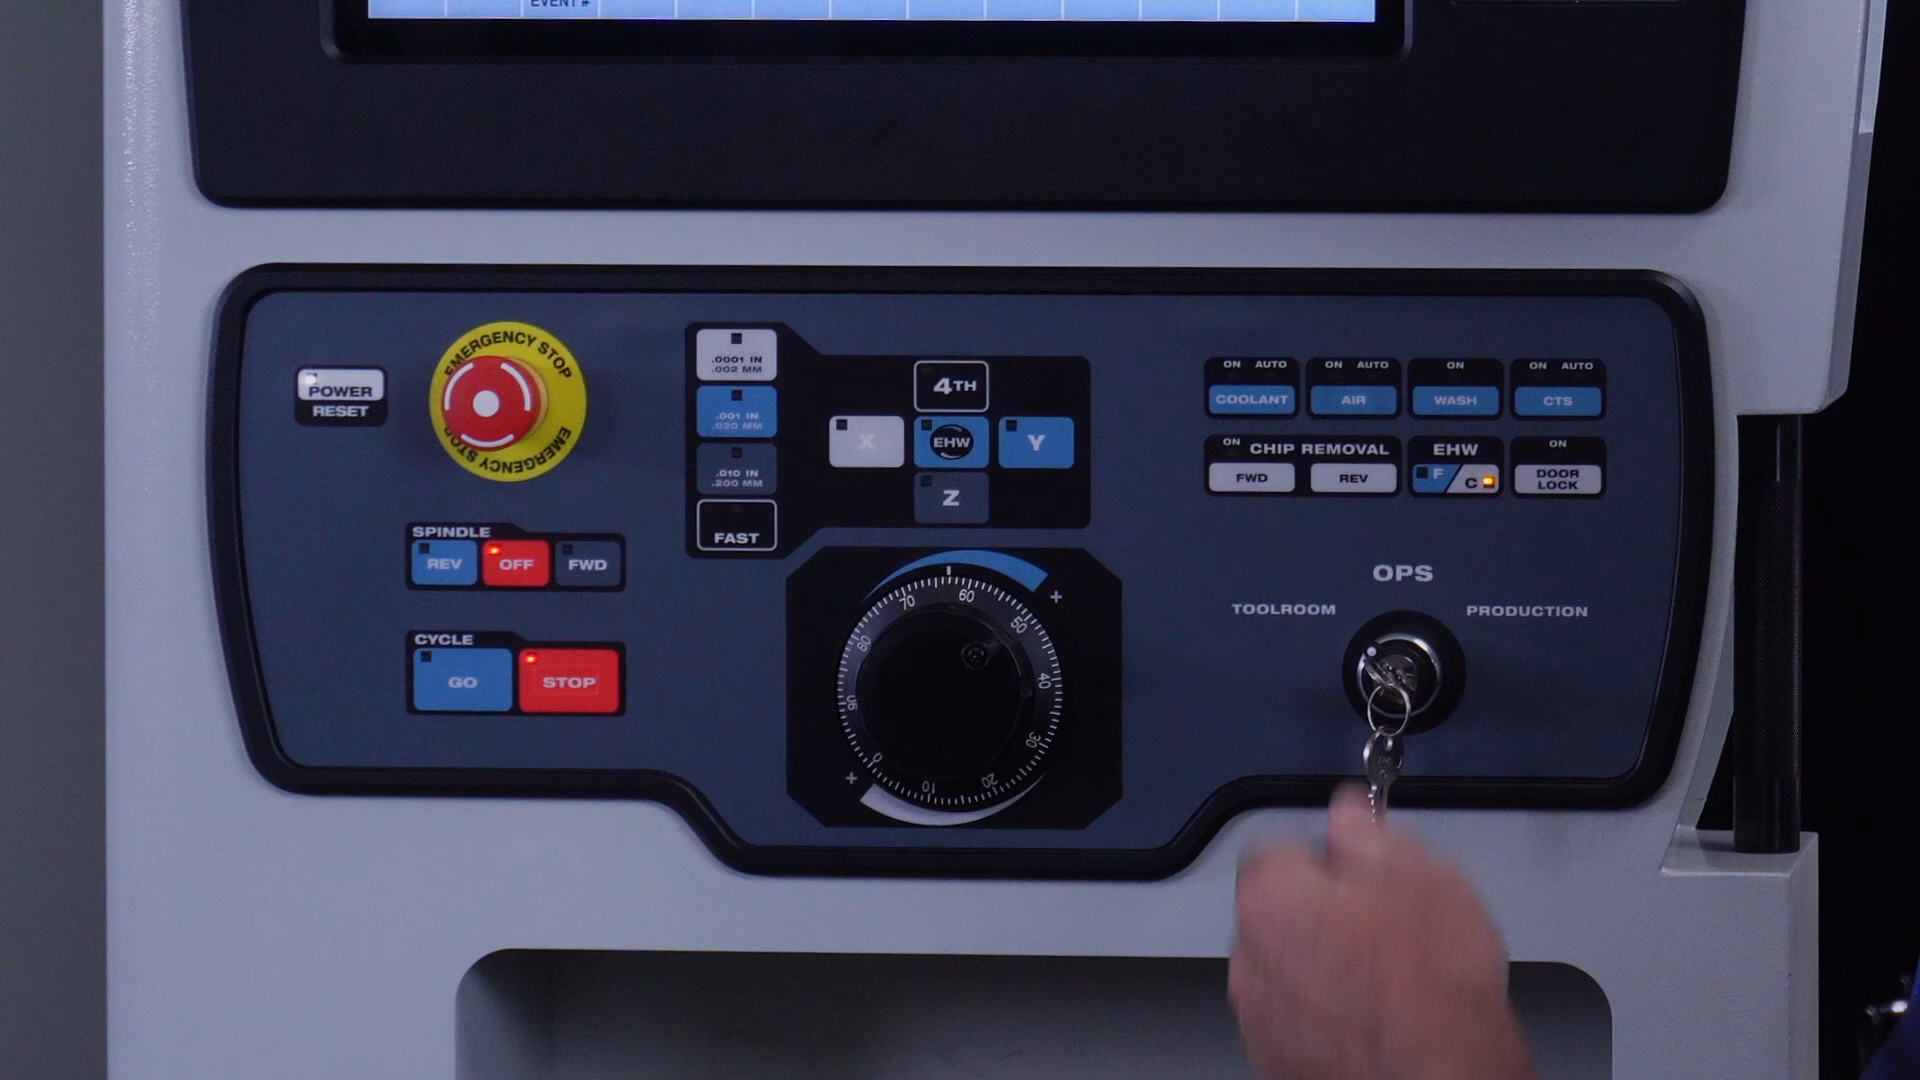 EVENT #
POWER
RESET
EMERGENCY STOP
EMERGENCY STOP
.0001 IN
.002 MM
.001 IN
.020 MM
.010 IN
.200 MM
FAST
4TH
X
EHW
Y
Z
ON AUTO
COOLANT
ON AUTO
AIR
ON
WASH
ON AUTO
CTS
ON CHIP REMOVAL
FWD
REV
EHW
F
C
ON
DOOR
LOCK
SPINDLE
REV
OFF
FWD
CYCLE
GO
STOP
+
60
50
40
30
20
10
0
90
80
70
+
OPS
TOOLROOM
PRODUCTION